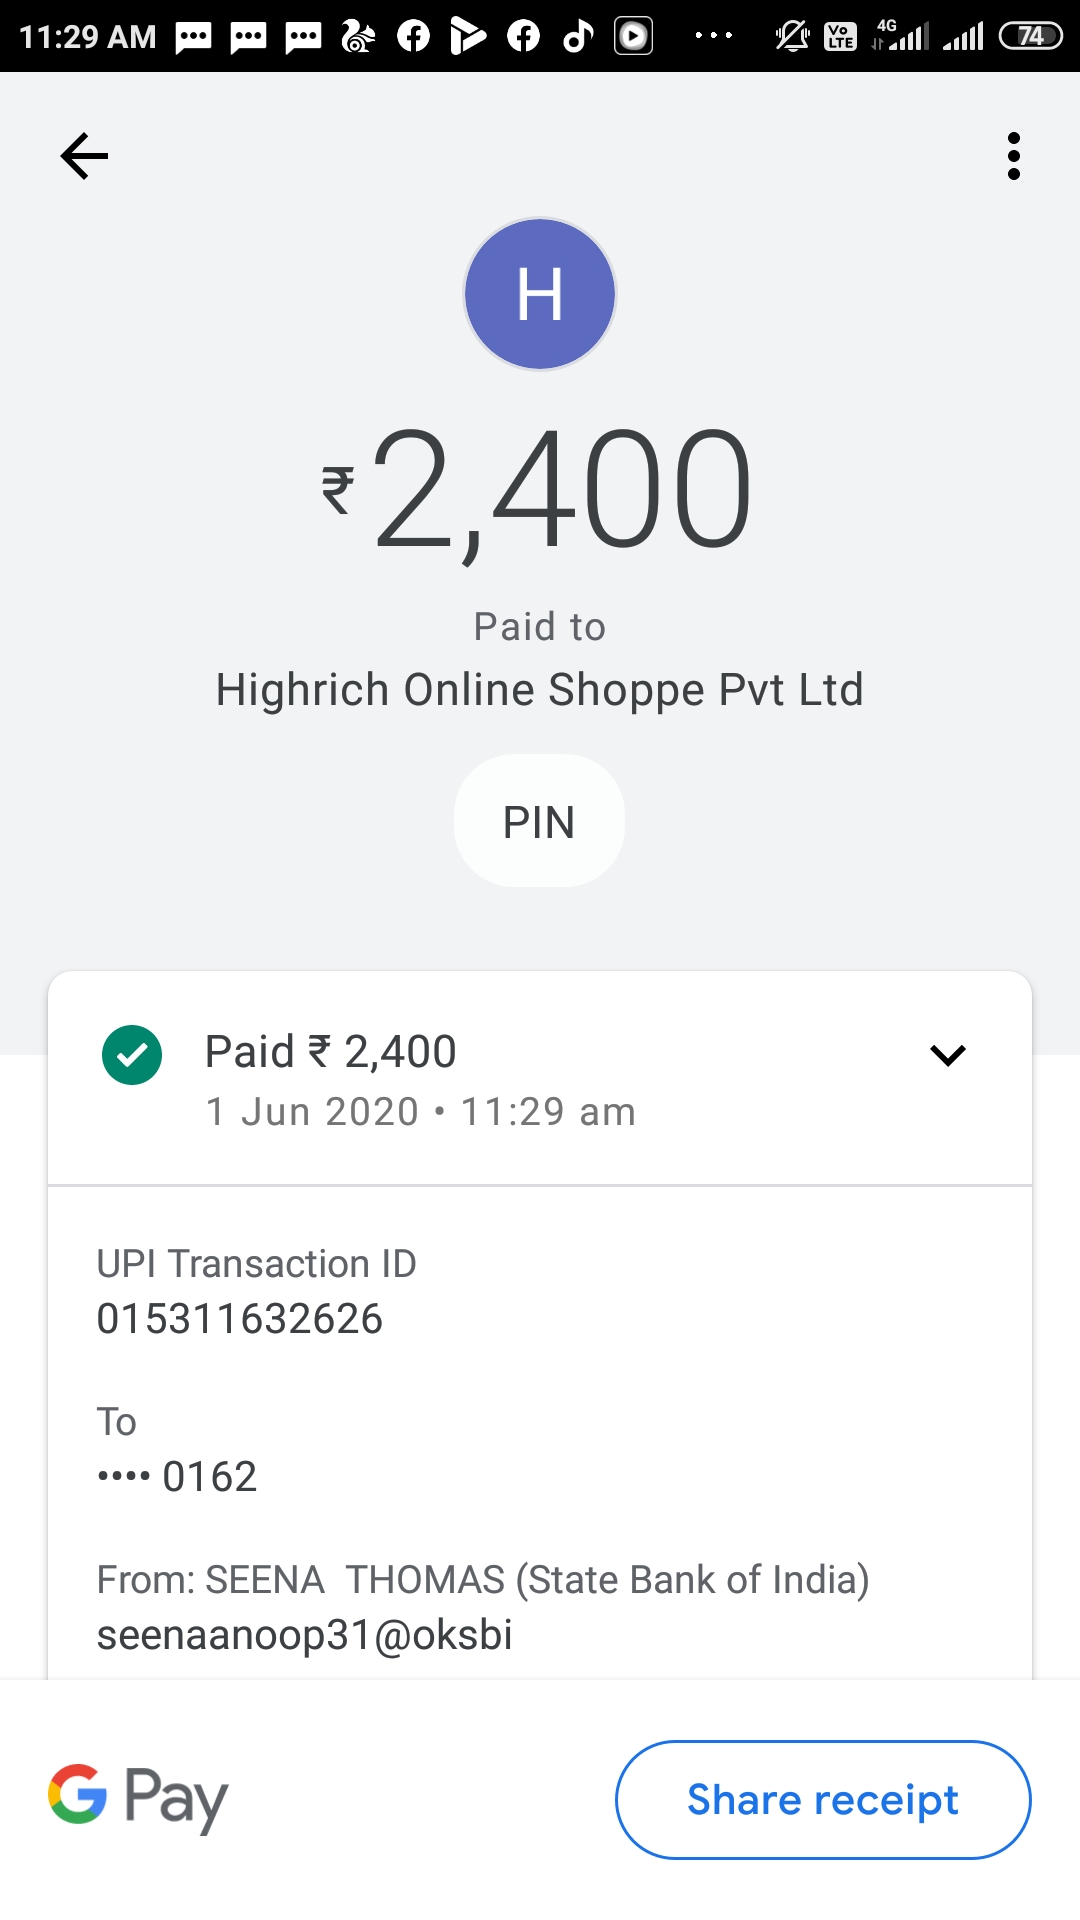 11:29 AM
VO LTE
4G
74
H
₹2,400
Paid to
Highrich Online Shoppe Pvt Ltd
PIN
Paid ₹ 2,400
1 Jun 2020 • 11:29 am
UPI Transaction ID
015311632626
To
•••• 0162
From: SEENA  THOMAS (State Bank of India)
seenaanoop31@oksbi
G Pay
Share receipt